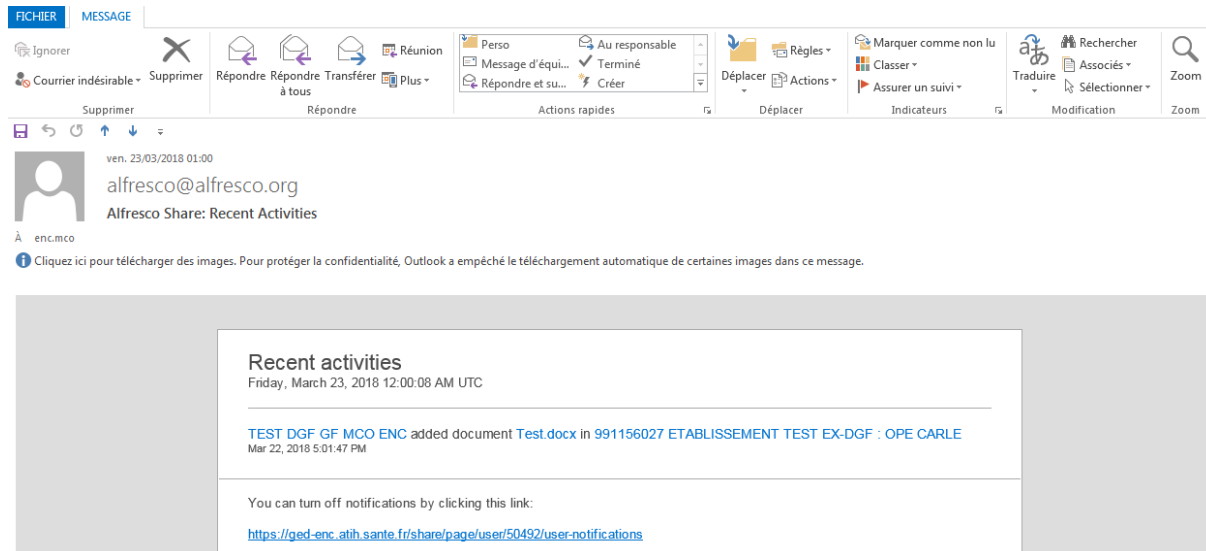 FICHIER MESSAGE
Ignorer
Courrier indésirable
Supprimer
Supprimer
Répondre Répondre à tous Transférer
Réunion
Plus
Répondre
Perso
Message d'équi...
Répondre et su...
Au responsable
Terminé
Créer
Actions rapides
Déplacer
Règles
Actions
Déplacer
Marquer comme non lu
Classer
Assurer un suivi
Indicateurs
Traduire
Rechercher
Associés
Sélectionner
Modification
Zoom
Zoom
ven. 23/03/2018 01:00
alfresco@alfresco.org
Alfresco Share: Recent Activities
À enc.mco
Cliquez ici pour télécharger des images. Pour protéger la confidentialité, Outlook a empêché le téléchargement automatique de certaines images dans ce message.
Recent activities
Friday, March 23, 2018 12:00:08 AM UTC
TEST DGF GF MCO ENC added document Test.docx in 991156027 ETABLISSEMENT TEST EX-DGF : OPE CARLE
Mar 22, 2018 5:01:47 PM
You can turn off notifications by clicking this link:
https://ged-enc.atih.sante.fr/share/page/user/50492/user-notifications